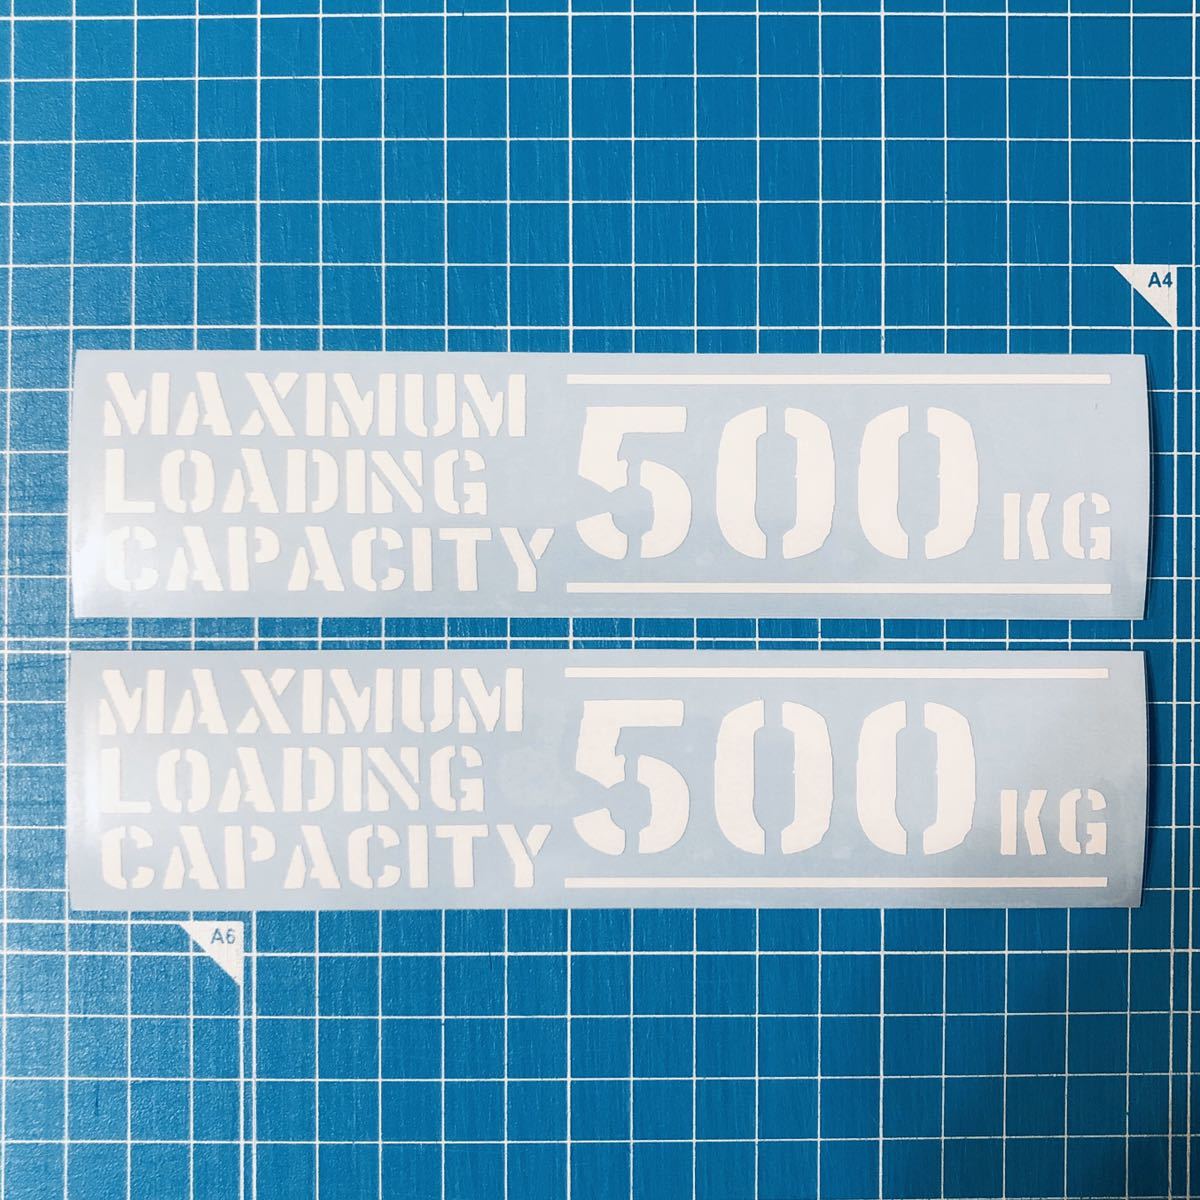 A4
MAXIMUM
LOADING
CAPACITY
500 KG
MAXIMUM
LOADING
CAPACITY
500 KG
A6